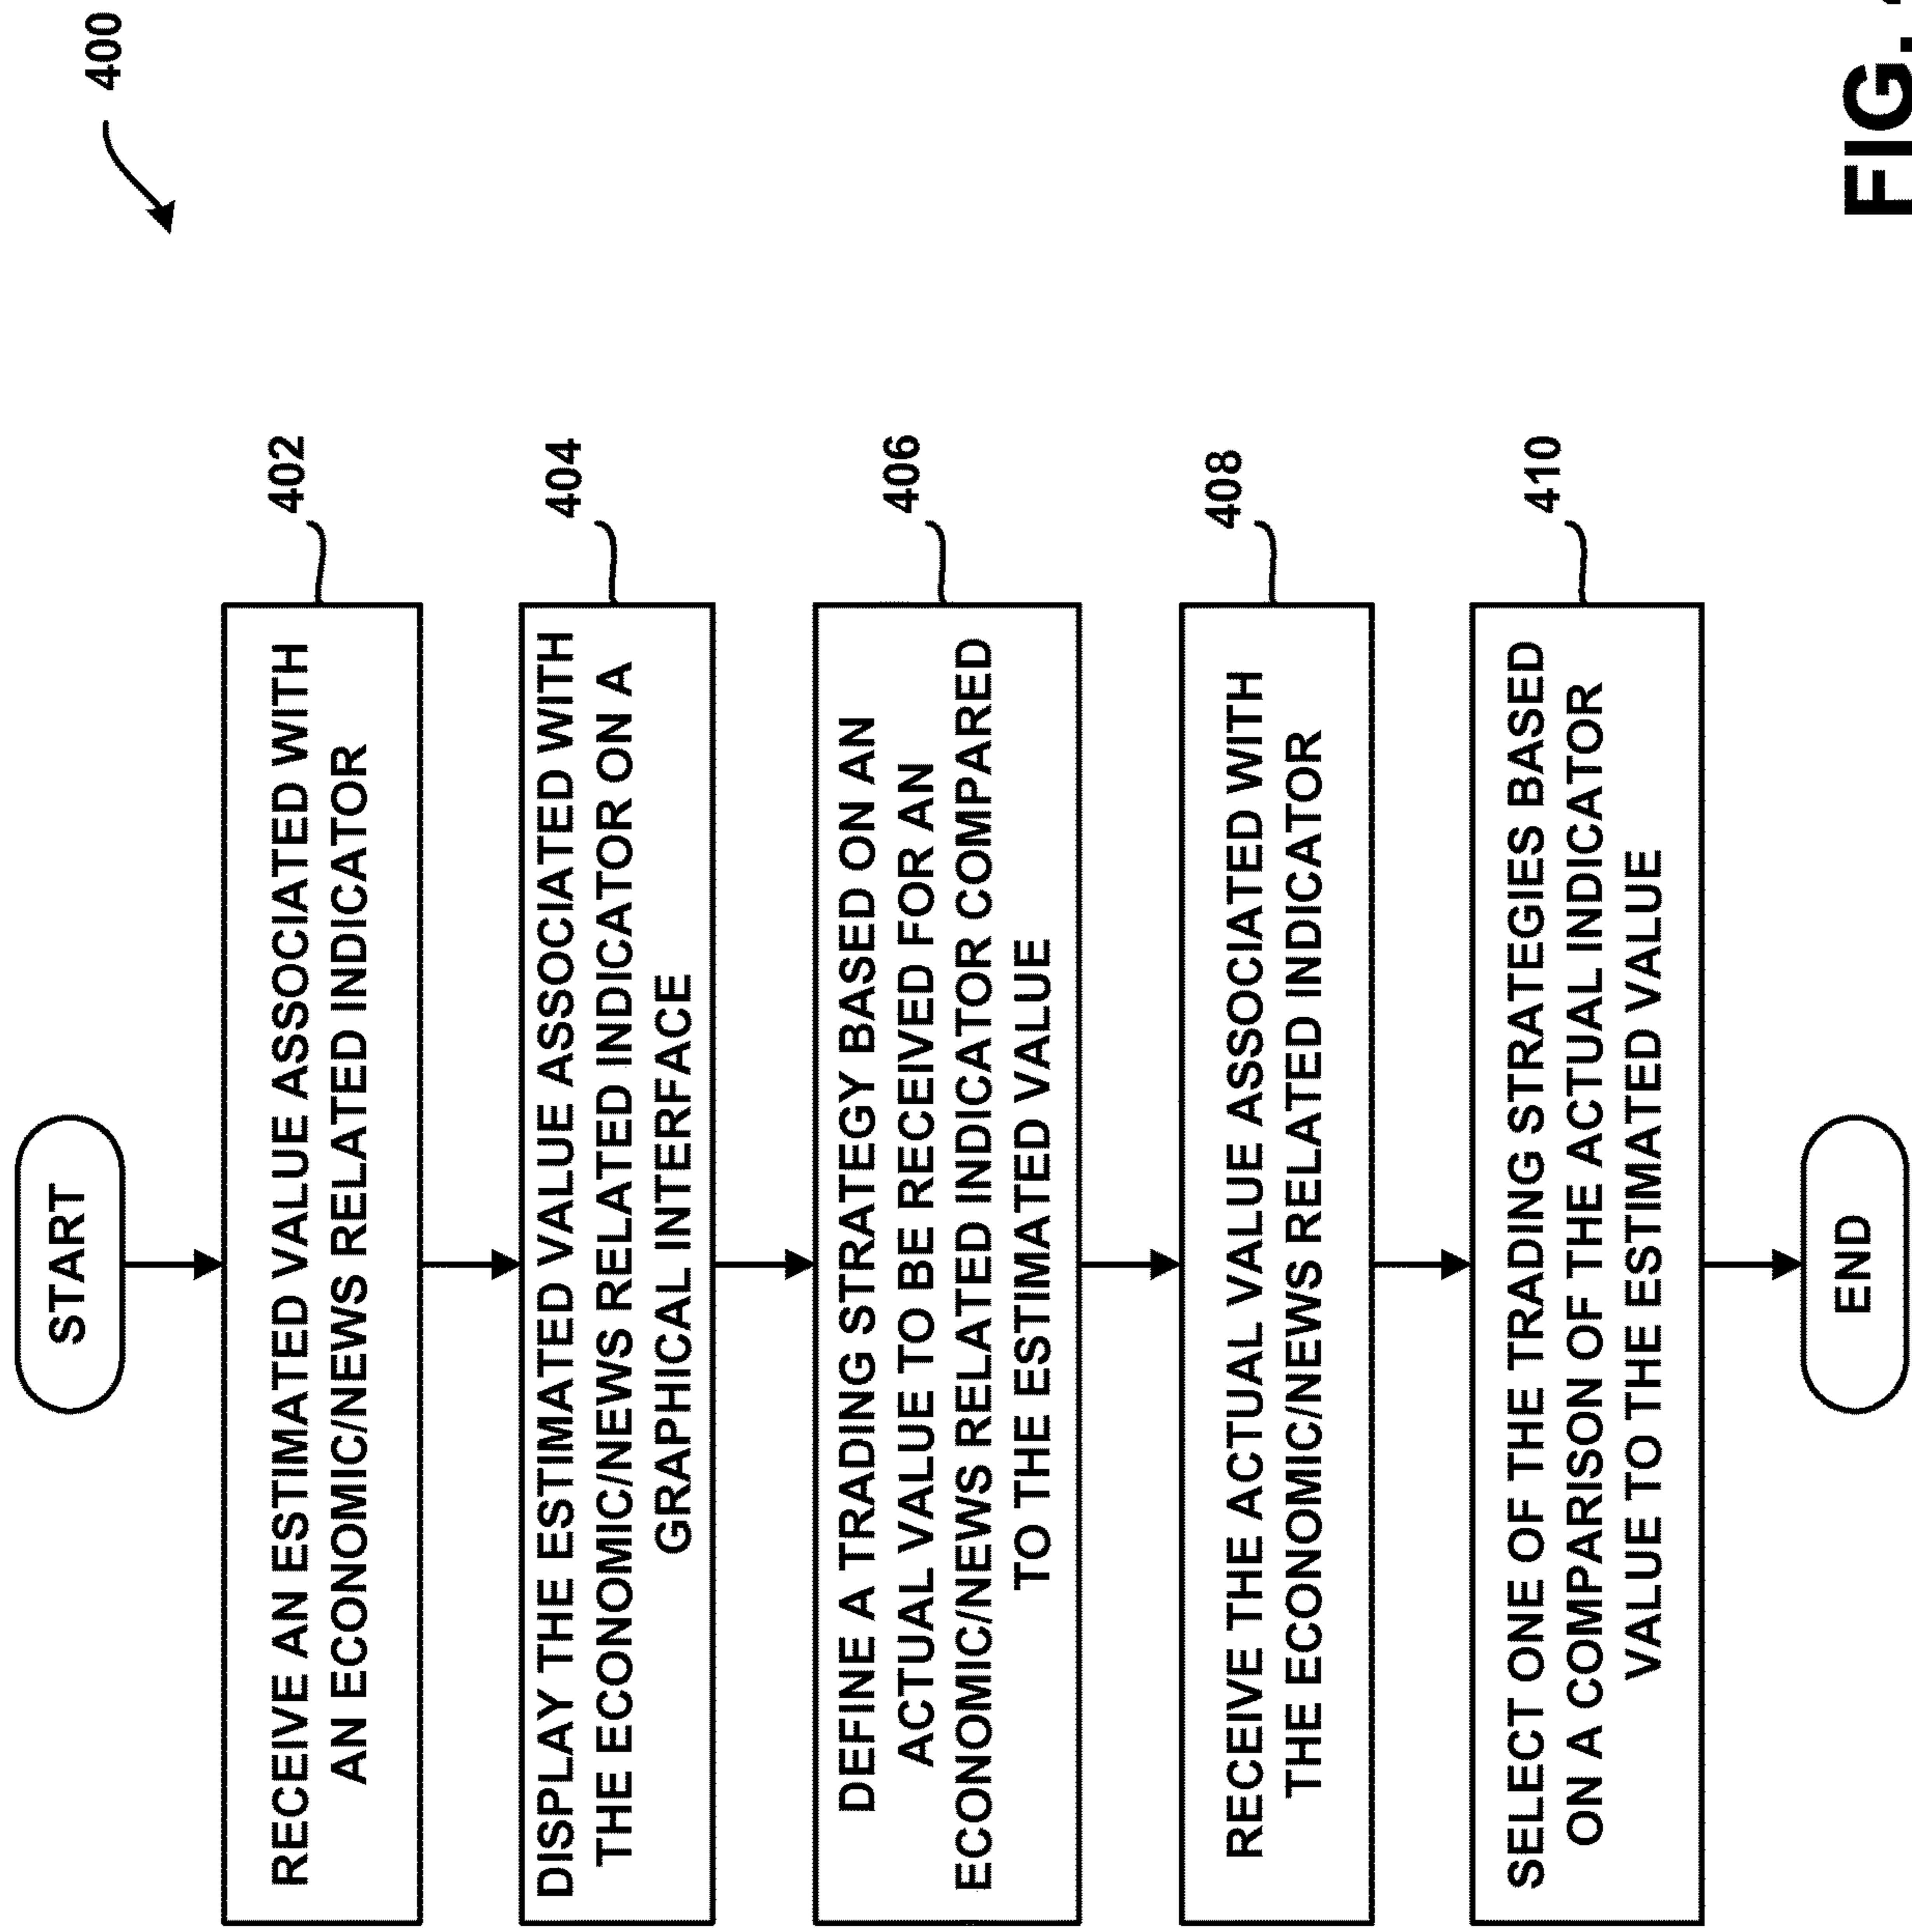 400
START
RECEIVE AN ESTIMATED VALUE ASSOCIATED WITH
AN ECONOMIC/NEWS RELATED INDICATOR
402
DISPLAY THE ESTIMATED VALUE ASSOCIATED WITH
THE ECONOMIC/NEWS RELATED INDICATOR ON A
GRAPHICAL INTERFACE
404
DEFINE A TRADING STRATEGY BASED ON AN
ACTUAL VALUE TO BE RECEIVED FOR AN
ECONOMIC/NEWS RELATED INDICATOR COMPARED
TO THE ESTIMATED VALUE
406
RECEIVE THE ACTUAL VALUE ASSOCIATED WITH
THE ECONOMIC/NEWS RELATED INDICATOR
408
SELECT ONE OF THE TRADING STRATEGIES BASED
ON A COMPARISON OF THE ACTUAL INDICATOR
VALUE TO THE ESTIMATED VALUE
410
END
FIG.